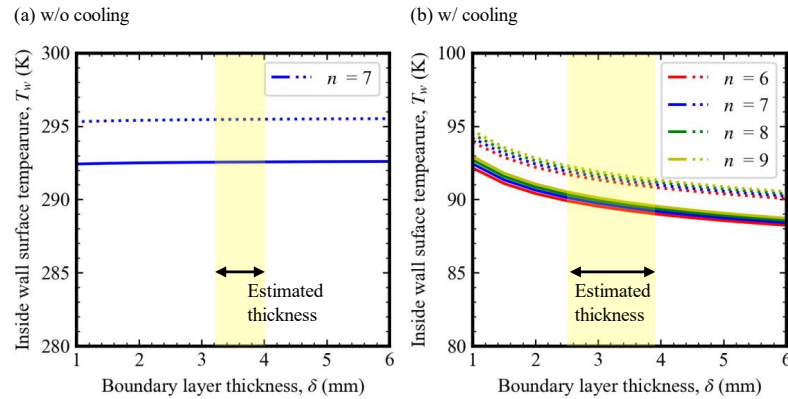 (a) w/o cooling
300
295
290
285
280
Inside wall surface tempearure, Tw (K)
n = 7
Estimated
thickness
1 2 3 4 5 6
Boundary layer thickness, δ (mm)
(b) w/ cooling
100
95
90
85
80
Inside wall surface tempearure, Tw (K)
n = 6
n = 7
n = 8
n = 9
Estimated
thickness
1 2 3 4 5 6
Boundary layer thickness, δ (mm)